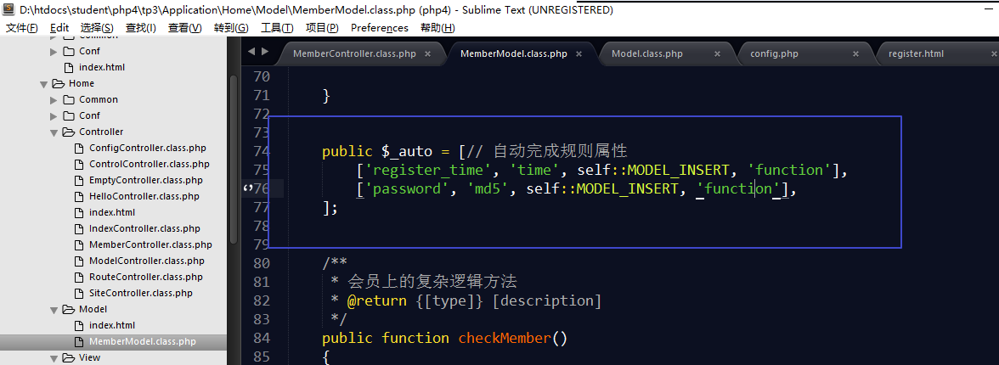 D:\htdocs\student\php4\tp3\Application\Home\Model\MemberModel.class.php (php4) - Sublime Text (UNREGISTERED)
文件(F) Edit 选择(S) 查找(I) 查看(V) 转到(G) 工具(T) 项目(P) Preferences 帮助(H)
MemberController.class.php × MemberModel.class.php × Model.class.php × config.php × register.html ×
Common
Conf
index.html
Home
Common
Conf
Controller
ConfigController.class.php
ControlController.class.php
EmptyController.class.php
HelloController.class.php
index.html
IndexController.class.php
MemberController.class.php
ModelController.class.php
RouteController.class.php
SiteController.class.php
Model
index.html
MemberModel.class.php
View
70
71 }
72
73
74 public $_auto = [// 自动完成规则属性
75 ['register_time', 'time', self::MODEL_INSERT, 'function'],
76 ['password', 'md5', self::MODEL_INSERT, 'function'],
77 ];
78
79
80 /**
81 * 会员上的复杂逻辑方法
82 * @return {[type]} [description]
83 */
84 public function checkMember()
85 {